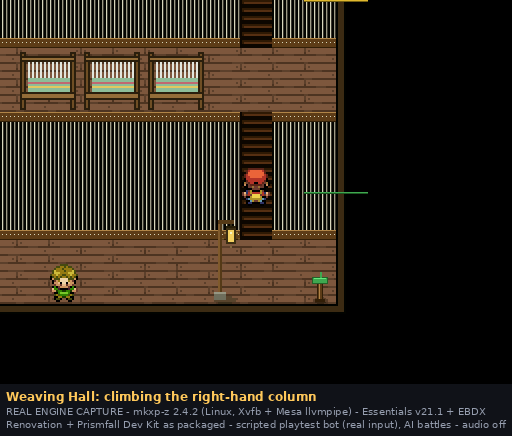 Weaving Hall: climbing the right-hand column
REAL ENGINE CAPTURE - mkxp-z 2.4.2 (Linux, Xvfb + Mesa llvmpipe) - Essentials v21.1 + EBDX
Renovation + Prismfall Dev Kit as packaged - scripted playtest bot (real input), AI battles - audio off